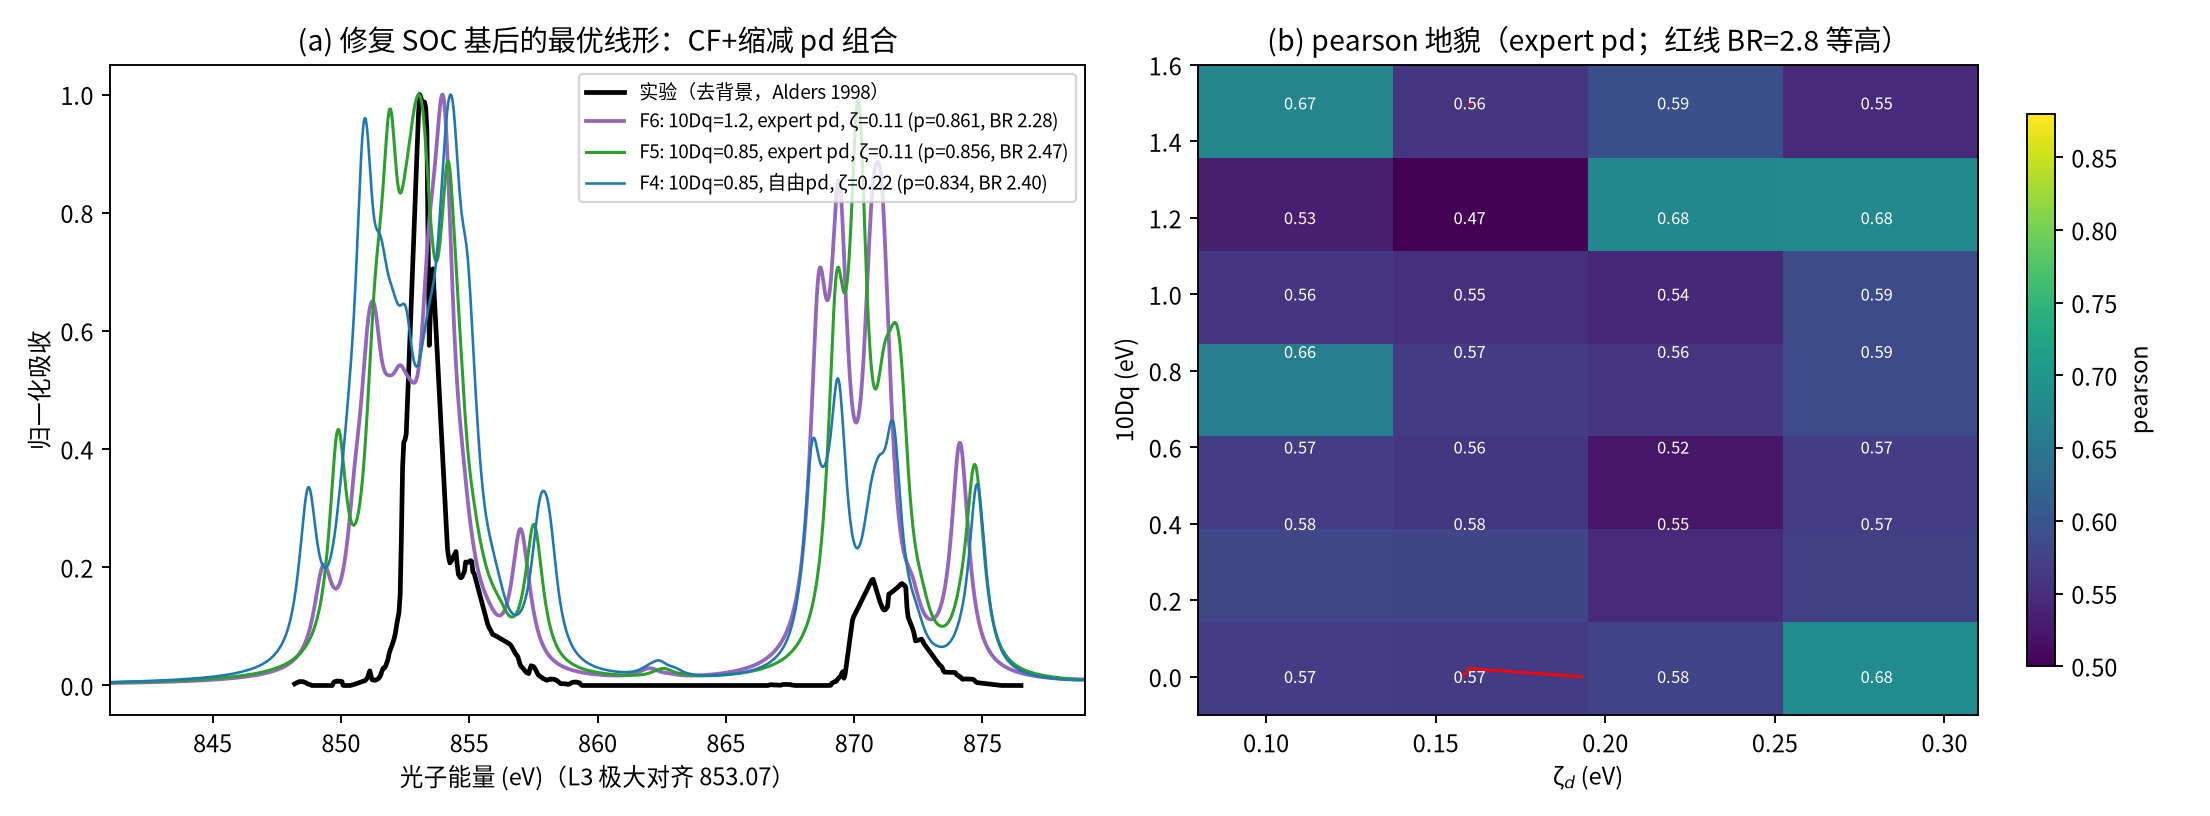 (a) 修复 SOC 基后的最优线形：CF+缩减 pd 组合
归一化吸收
1.0
0.8
0.6
0.4
0.2
0.0
实验（去背景，Alders 1998）
F6: 10Dq=1.2, expert pd, ζ=0.11 (p=0.861, BR 2.28)
F5: 10Dq=0.85, expert pd, ζ=0.11 (p=0.856, BR 2.47)
F4: 10Dq=0.85, 自由pd, ζ=0.22 (p=0.834, BR 2.40)
845 850 855 860 865 870 875
光子能量 (eV)（L3 极大对齐 853.07）
(b) pearson 地貌（expert pd；红线 BR=2.8 等高）
10Dq (eV)
1.6
1.4
1.2
1.0
0.8
0.6
0.4
0.2
0.0
0.67 0.56 0.59 0.55
0.53 0.47 0.68 0.68
0.56 0.55 0.54 0.59
0.66 0.57 0.56 0.59
0.57 0.56 0.52 0.57
0.58 0.58 0.55 0.57
0.57 0.57 0.58 0.68
0.10 0.15 0.20 0.25 0.30
ζd (eV)
0.85
0.80
0.75
0.70
0.65
0.60
0.55
0.50
pearson